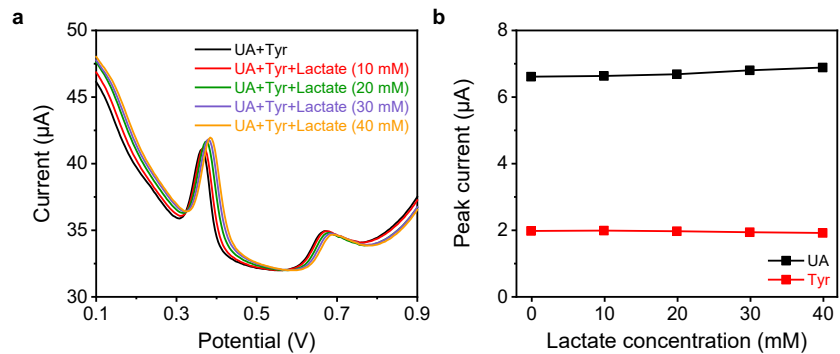 a
50
45
40
35
30
Current (µA)
0.1
0.3
0.5
0.7
0.9
Potential (V)
UA+Tyr
UA+Tyr+Lactate (10 mM)
UA+Tyr+Lactate (20 mM)
UA+Tyr+Lactate (30 mM)
UA+Tyr+Lactate (40 mM)
b
8
6
4
2
0
Peak current (µA)
0
10
20
30
40
Lactate concentration (mM)
UA
Tyr